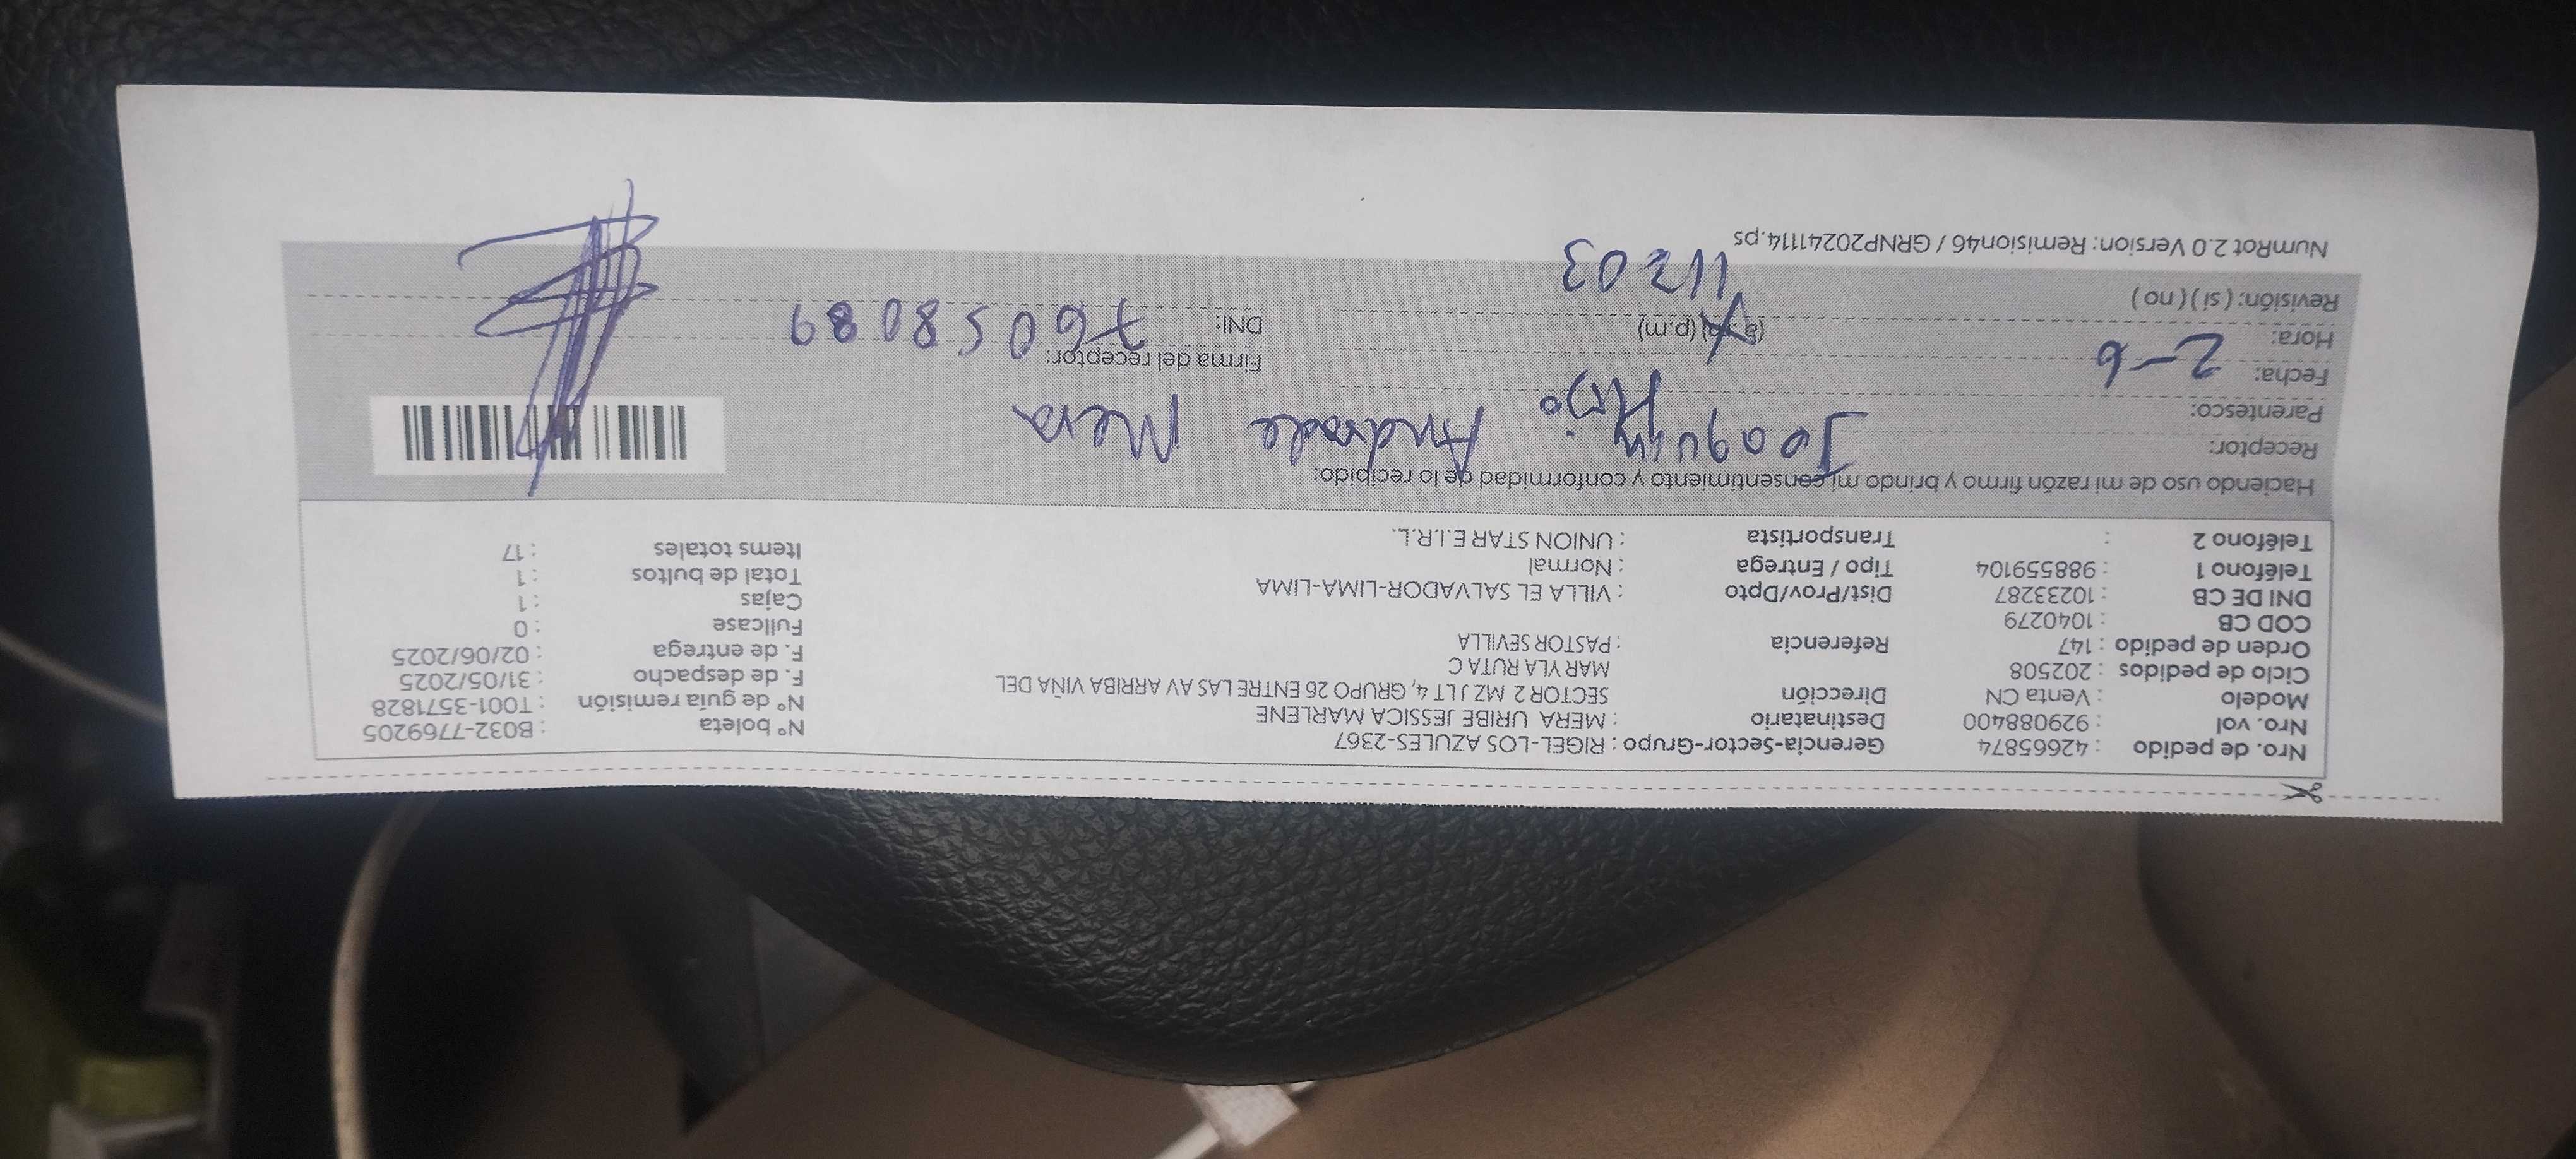 Nro. de pedido : 42665874 Gerencia-Sector-Grupo : RIGEL-LOS AZULES-2367 Nº boleta : B032-7769205
Nro. vol : 929088400 Destinatario : MERA URIBE JESSICA MARLENE Nº de guía remisión : T001-3571828
Modelo : Venta CN Dirección SECTOR 2 MZ J LT 4, GRUPO 26 ENTRE LAS AV ARRIBA VIÑA DEL F. de despacho : 31/05/2025
Ciclo de pedidos : 202508 MAR YLA RUTA C F. de entrega : 02/06/2025
Orden de pedido : 147 Referencia : PASTOR SEVILLA Fullcase : 0
COD CB : 1040279 Cajas : 1
DNI DE CB : 10233287 Dist/Prov/Dpto : VILLA EL SALVADOR-LIMA-LIMA Total de bultos : 1
Teléfono 1 : 988559104 Tipo / Entrega : Normal Items totales : 17
Teléfono 2 : Transportista : UNION STAR E.I.R.L.
Haciendo uso de mi razón firmo y brindo mi consentimiento y conformidad de lo recibido:
Receptor: Joaquin Andrade Mera
Parentesco: Hijo
Fecha: 2-6 Firma del receptor:
Hora: (a.m) (p.m) 11:03 DNI: 76058089
Revisión: ( si ) ( no )
NumRot 2.0 Version: Remision46 / GRNP20241114.ps